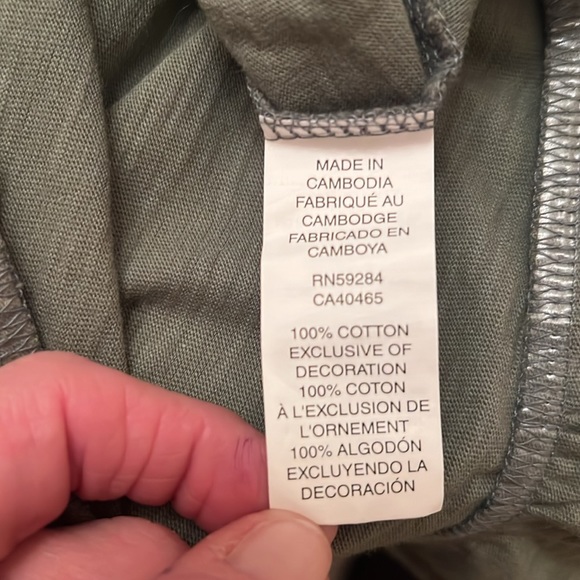 MADE IN
CAMBODIA
FABRIQUÉ AU
CAMBODGE
FABRICADO EN
CAMBOYA
RN59284
CA40465
100% COTTON
EXCLUSIVE OF
DECORATION
100% COTON
À L'EXCLUSION DE
L'ORNEMENT
100% ALGODÓN
EXCLUYENDO LA
DECORACIÓN